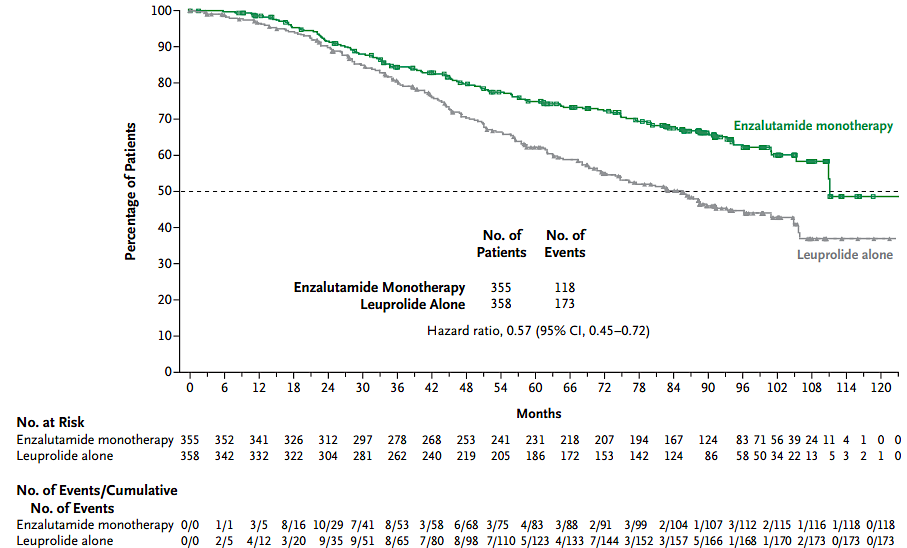 Percentage of Patients
100
90
80
70
60
50
40
30
20
10
0
Enzalutamide monotherapy
Leuprolide alone
No. of Patients No. of Events
Enzalutamide Monotherapy 355 118
Leuprolide Alone 358 173
Hazard ratio, 0.57 (95% CI, 0.45–0.72)
0 6 12 18 24 30 36 42 48 54 60 66 72 78 84 90 96 102 108 114 120
Months
No. at Risk
Enzalutamide monotherapy 355 352 341 326 312 297 278 268 253 241 231 218 207 194 167 124 83 71 56 39 24 11 4 1 0 0
Leuprolide alone 358 342 332 322 304 281 262 240 219 205 186 172 153 142 124 86 58 50 34 22 13 5 3 2 1 0
No. of Events/Cumulative
No. of Events
Enzalutamide monotherapy 0/0 1/1 3/5 8/16 10/29 7/41 8/53 3/58 6/68 3/75 4/83 3/88 2/91 3/99 2/104 1/107 3/112 2/115 1/116 1/118 0/118
Leuprolide alone 0/0 2/5 4/12 3/20 9/35 9/51 8/65 7/80 8/98 7/110 5/123 4/133 7/144 3/152 3/157 5/166 1/168 1/170 2/173 0/173 0/173